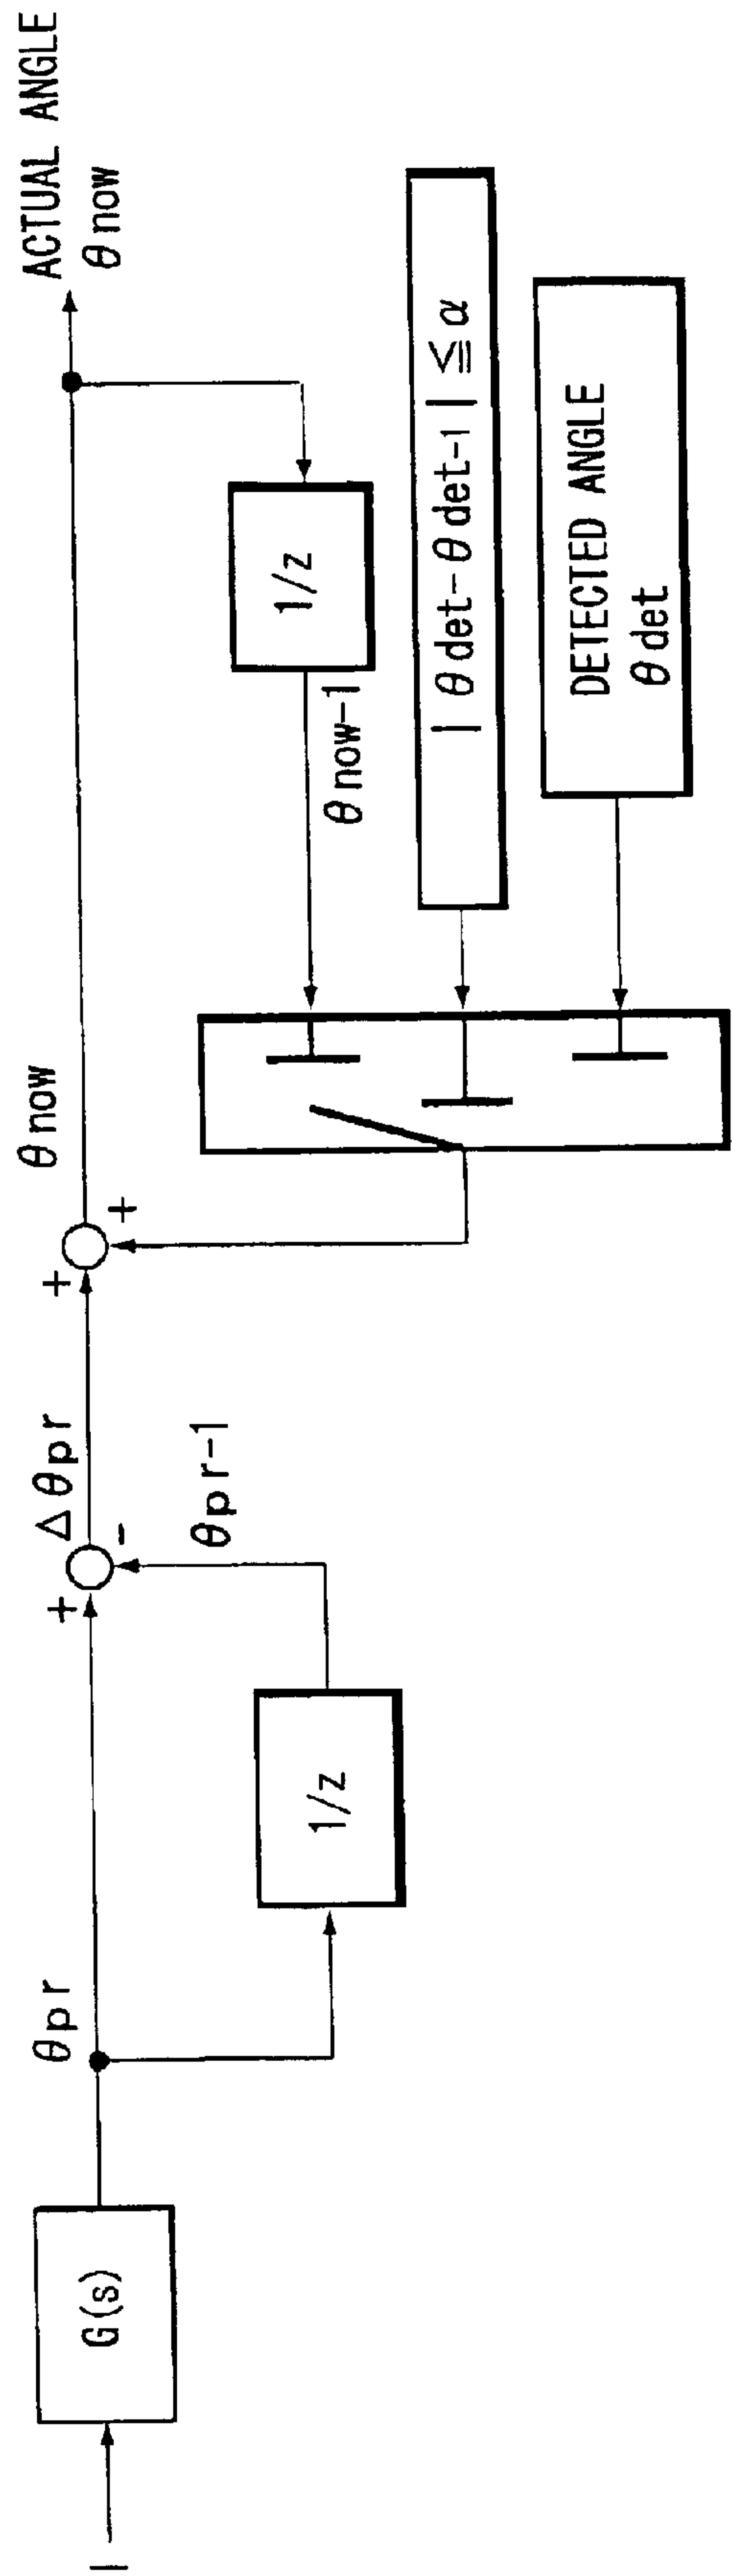 I
G(s)
θpr
1/z
+
-
Δθpr
θpr-1
+
+
θnow
ACTUAL ANGLE
θnow
1/z
θnow-1
|θdet-θdet-1|≦α
DETECTED ANGLE
θdet